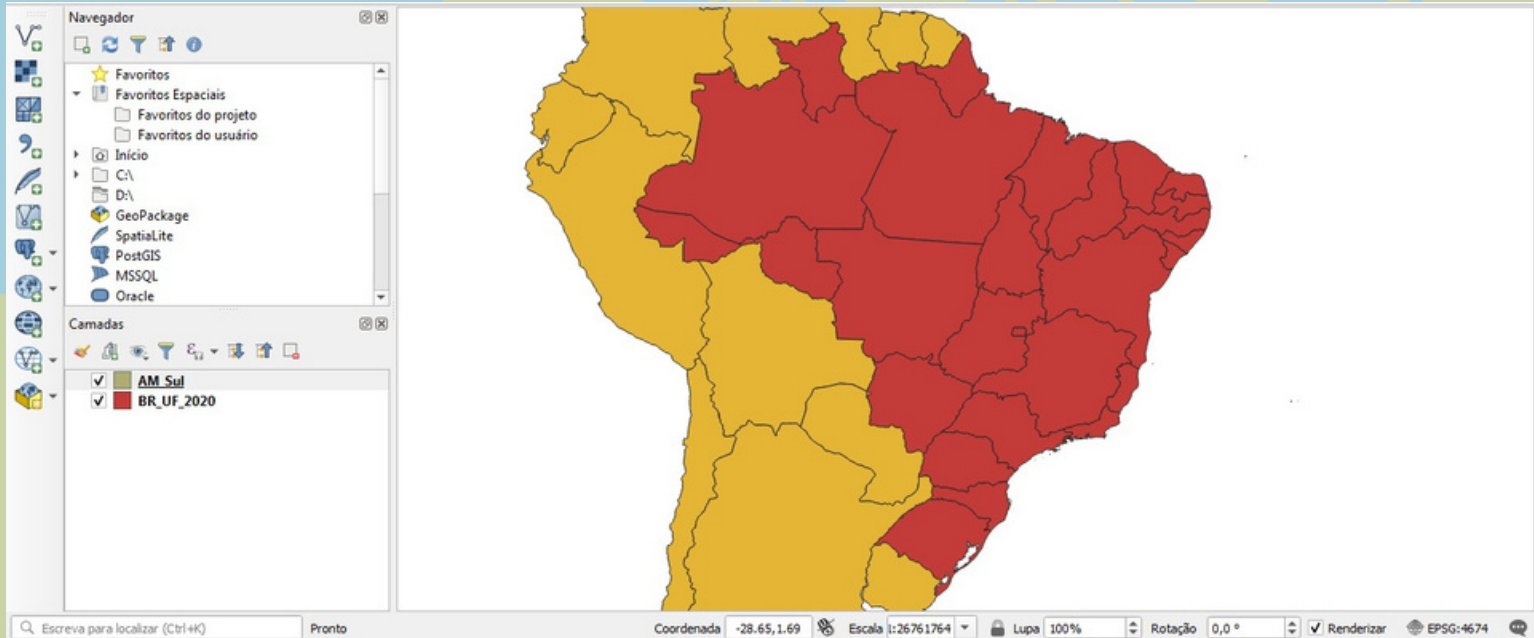 Navegador
Favoritos
Favoritos Espaciais
Favoritos do projeto
Favoritos do usuário
Início
C:\
D:\
GeoPackage
SpatiaLite
PostGIS
MSSQL
Oracle
Camadas
AM_Sul
BR_UF_2020
Escreva para localizar (Ctrl+K) Pronto Coordenada -28.65,1.69 Escala l:26761764 Lupa 100% Rotação 0,0 ° Renderizar EPSG:4674